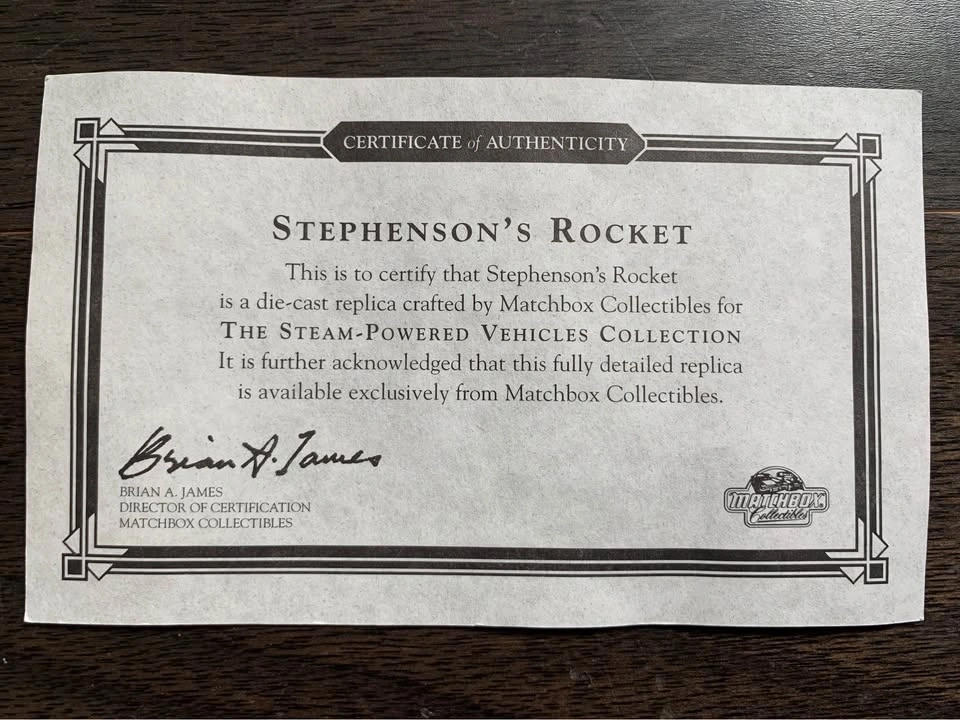 CERTIFICATE of AUTHENTICITY
STEPHENSON'S ROCKET
This is to certify that Stephenson's Rocket
is a die-cast replica crafted by Matchbox Collectibles for
THE STEAM-POWERED VEHICLES COLLECTION
It is further acknowledged that this fully detailed replica
is available exclusively from Matchbox Collectibles.
Brian A. James
BRIAN A. JAMES
DIRECTOR OF CERTIFICATION
MATCHBOX COLLECTIBLES
MATCHBOX
Collectibles